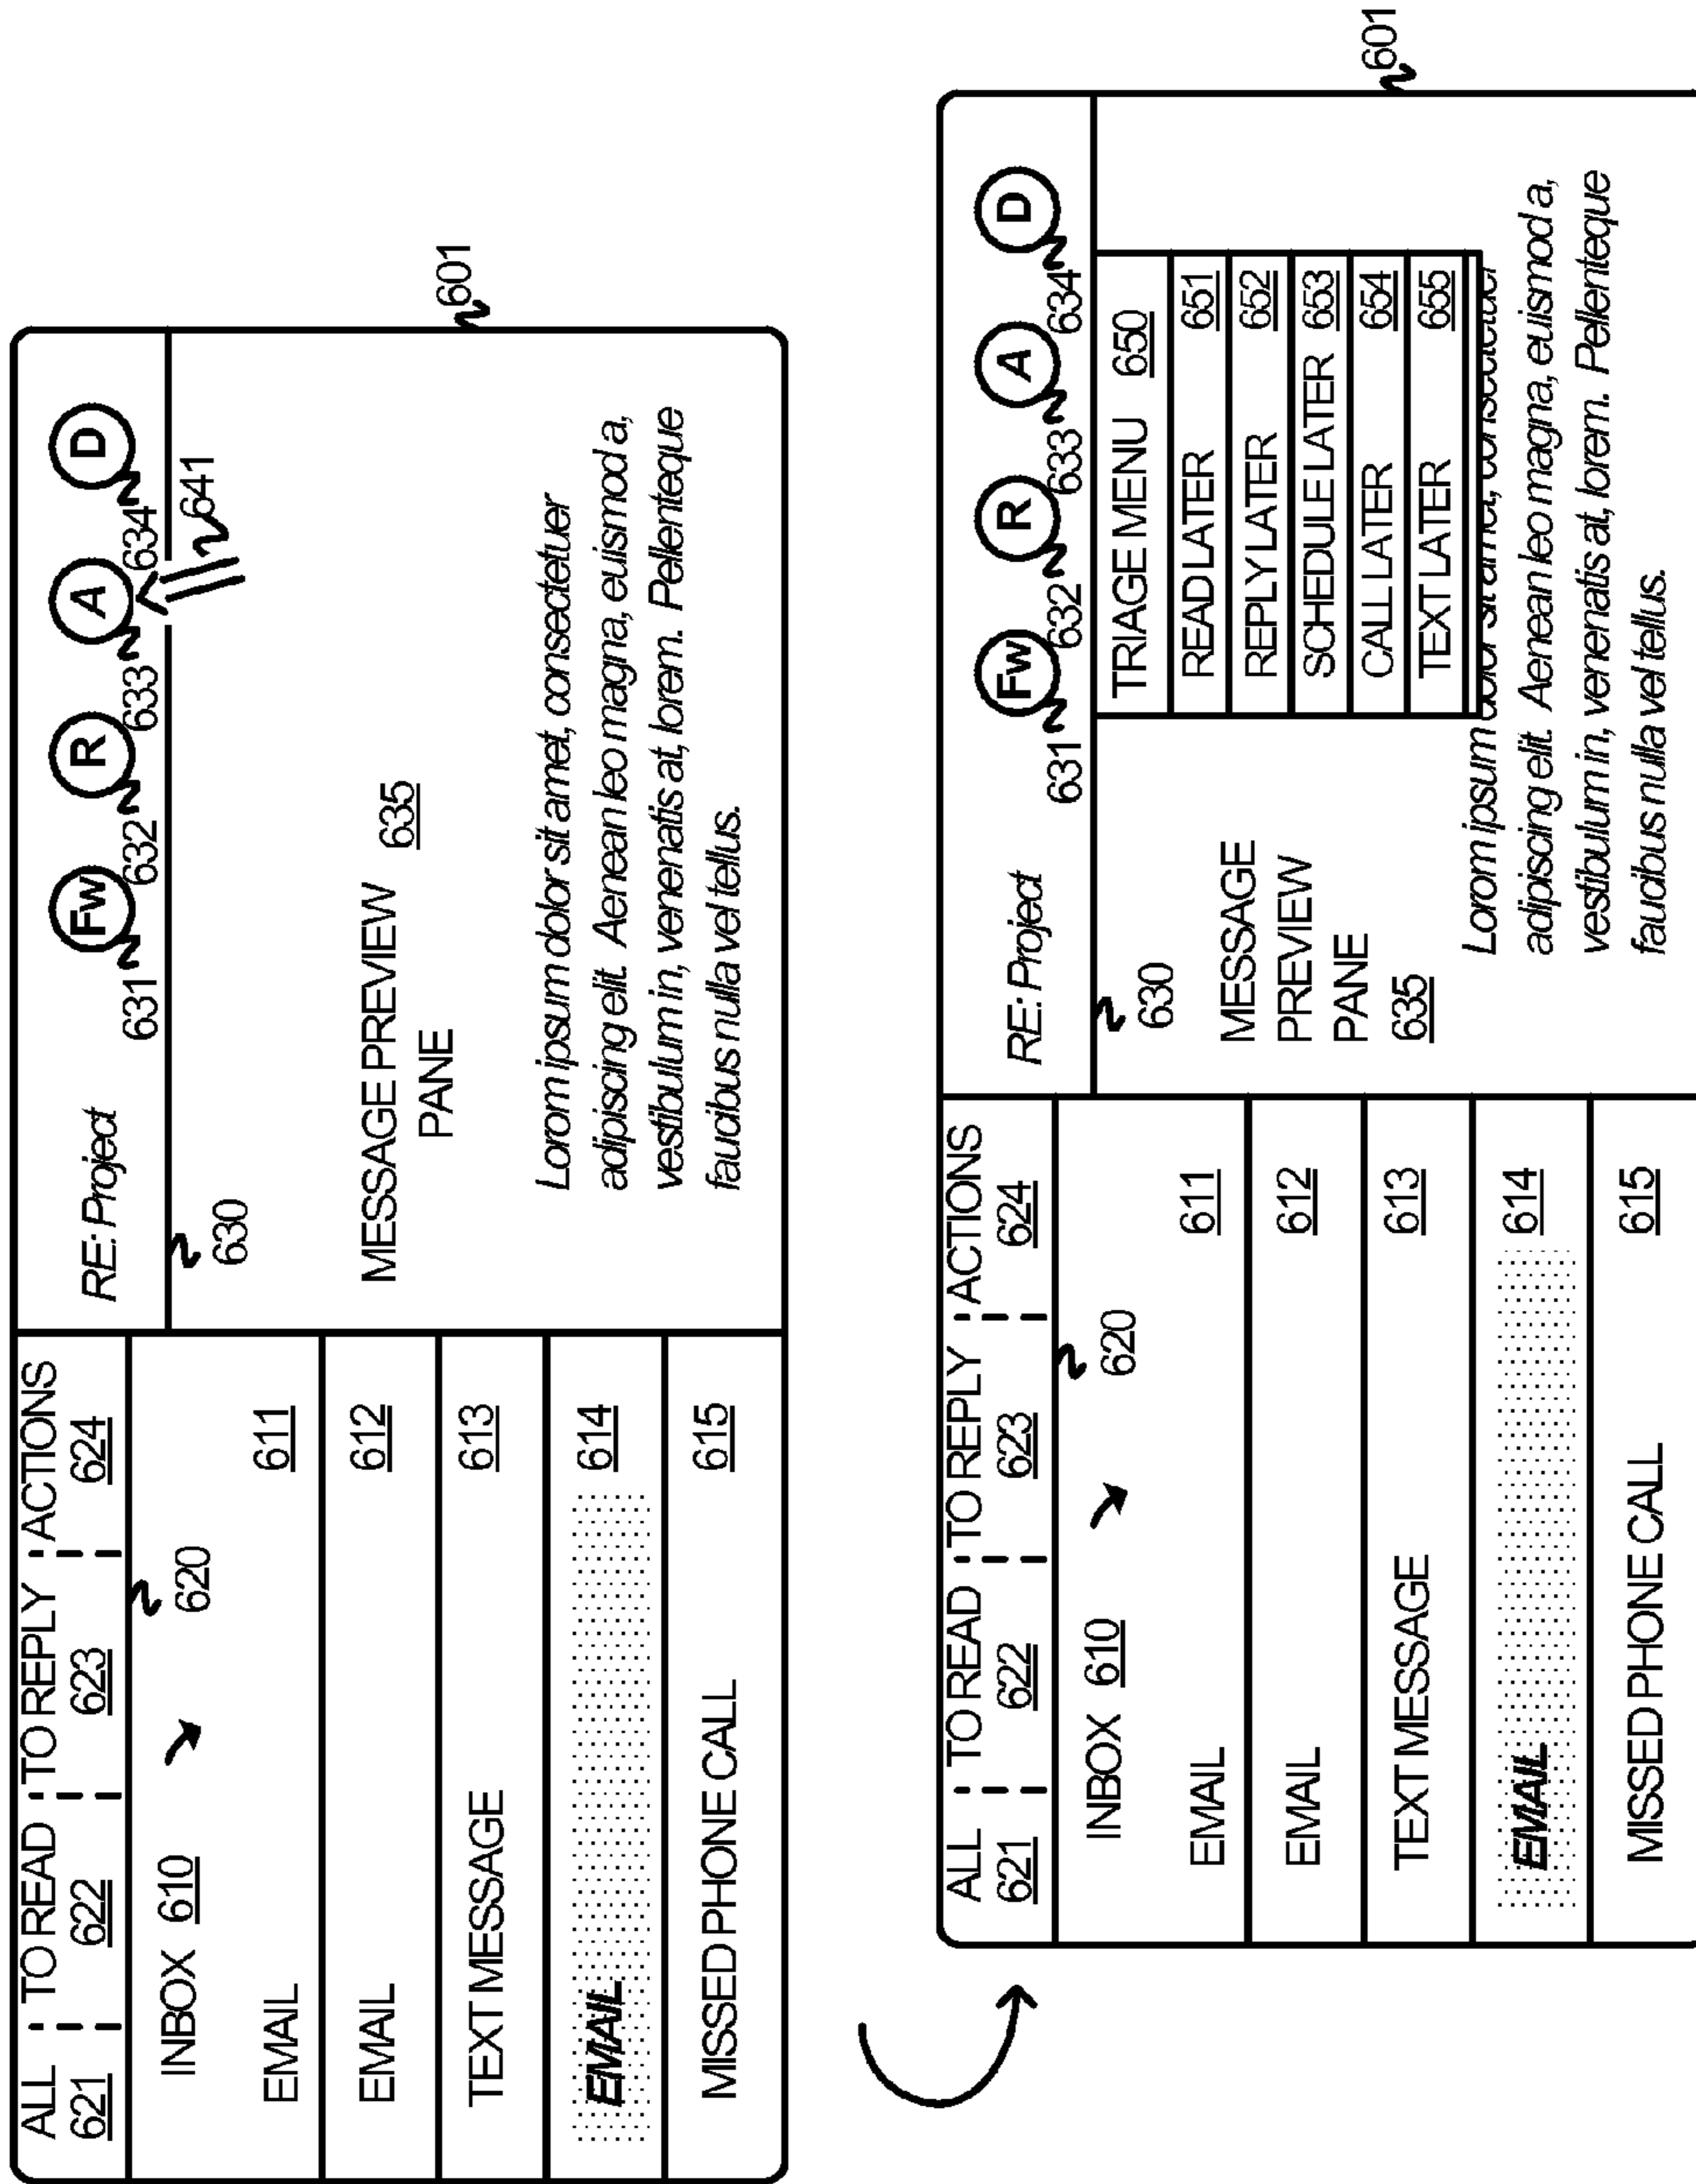 ALL TO READ TO REPLY ACTIONS
621 622 623 624
INBOX 610
620
EMAIL 611
EMAIL 612
TEXT MESSAGE 613
EMAIL 614
MISSED PHONE CALL 615
RE: Project Fw R A D
631 632 633 634
630
641
MESSAGE PREVIEW 635
PANE
Lorom ipsum dolor sit amet, consectetuer
adipiscing elit. Aenean leo magna, euismod a,
vestibulum in, venenatis at, lorem. Pellenteque
faucibus nulla vel tellus.
601
ALL TO READ TO REPLY ACTIONS
621 622 623 624
INBOX 610
620
EMAIL 611
EMAIL 612
TEXT MESSAGE 613
EMAIL 614
MISSED PHONE CALL 615
RE: Project Fw R A D
631 632 633 634
630
MESSAGE
PREVIEW
PANE
635
TRIAGE MENU 650
READ LATER 651
REPLY LATER 652
SCHEDULE LATER 653
CALL LATER 654
TEXT LATER 655
Lorom ipsum dolor sit amet, consectetuer
adipiscing elit. Aenean leo magna, euismod a,
vestibulum in, venenatis at, lorem. Pellenteque
faucibus nulla vel tellus.
601